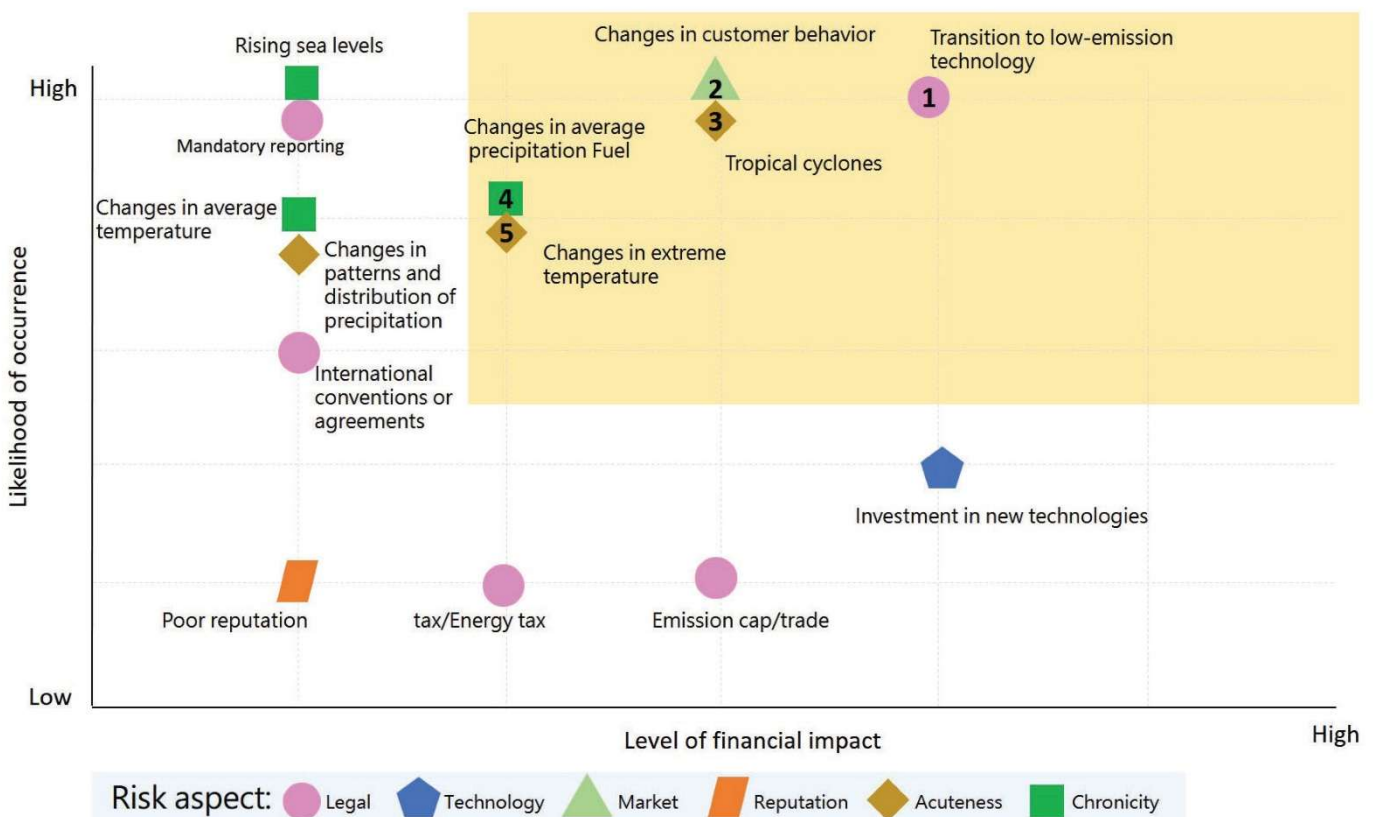 Rising sea levels
Changes in customer behavior
Transition to low-emission
technology
High
2
1
3
Mandatory reporting
Changes in average
precipitation Fuel
Tropical cyclones
4
Changes in average
temperature
5
Changes in
patterns and
distribution of
precipitation
Changes in extreme
temperature
International
conventions or
agreements
Likelihood of occurrence
Investment in new technologies
Poor reputation
tax/Energy tax
Emission cap/trade
Low
Level of financial impact
High
Risk aspect: Legal Technology Market Reputation Acuteness Chronicity